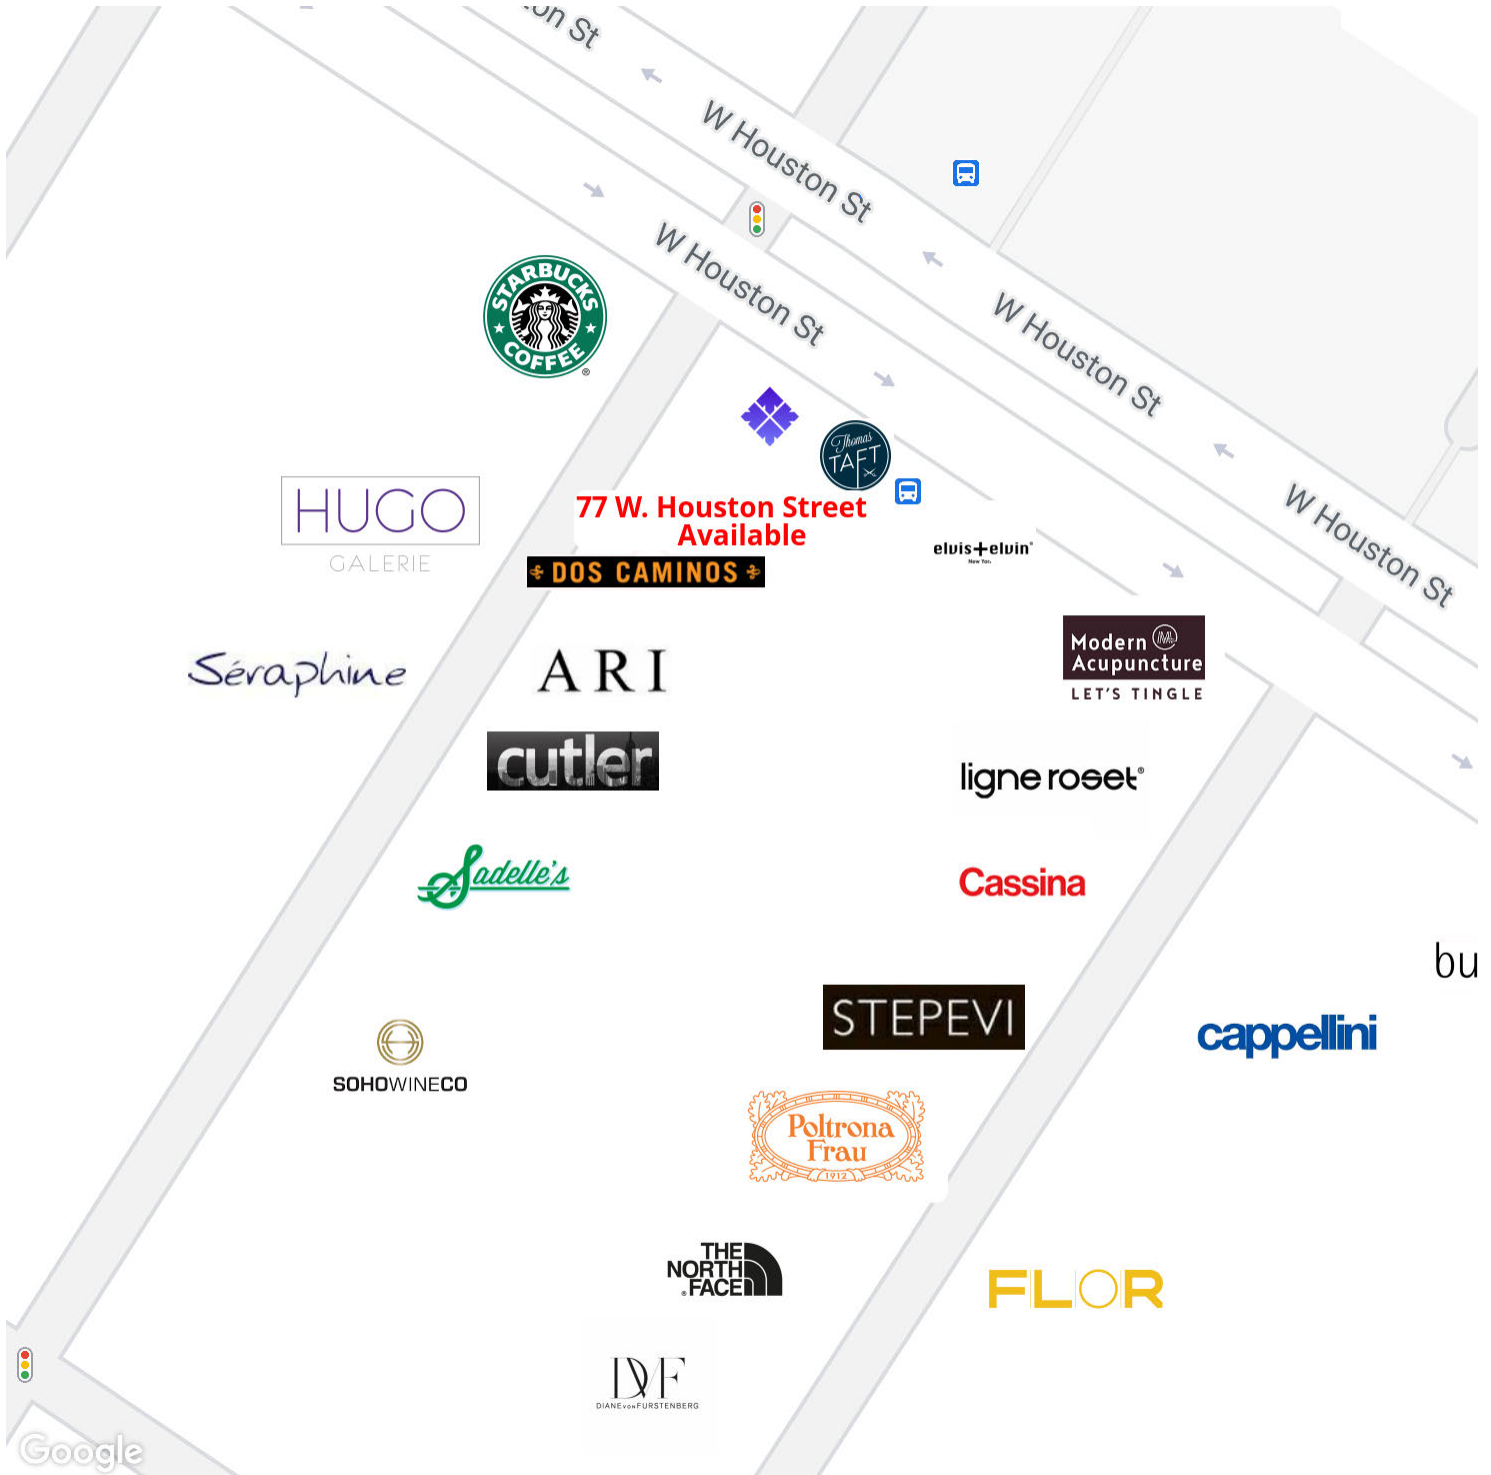 on St
W Houston St
W Houston St
W Houston St
W Houston St
STARBUCKS
COFFEE
®
Thomas
TAFT
77 W. Houston Street
Available
HUGO
GALERIE
DOS CAMINOS
elvis+elvin®
New York
Modern M
Acupuncture
LET'S TINGLE
Séraphine
ARI
cutler
ligne roset®
Sadelle's
Cassina
bu
STEPEVI
cappellini
SOHOWINECO
Poltrona
Frau
1912
THE
NORTH
FACE
®
FLOR
DVF
DIANE VON FURSTENBERG
Google